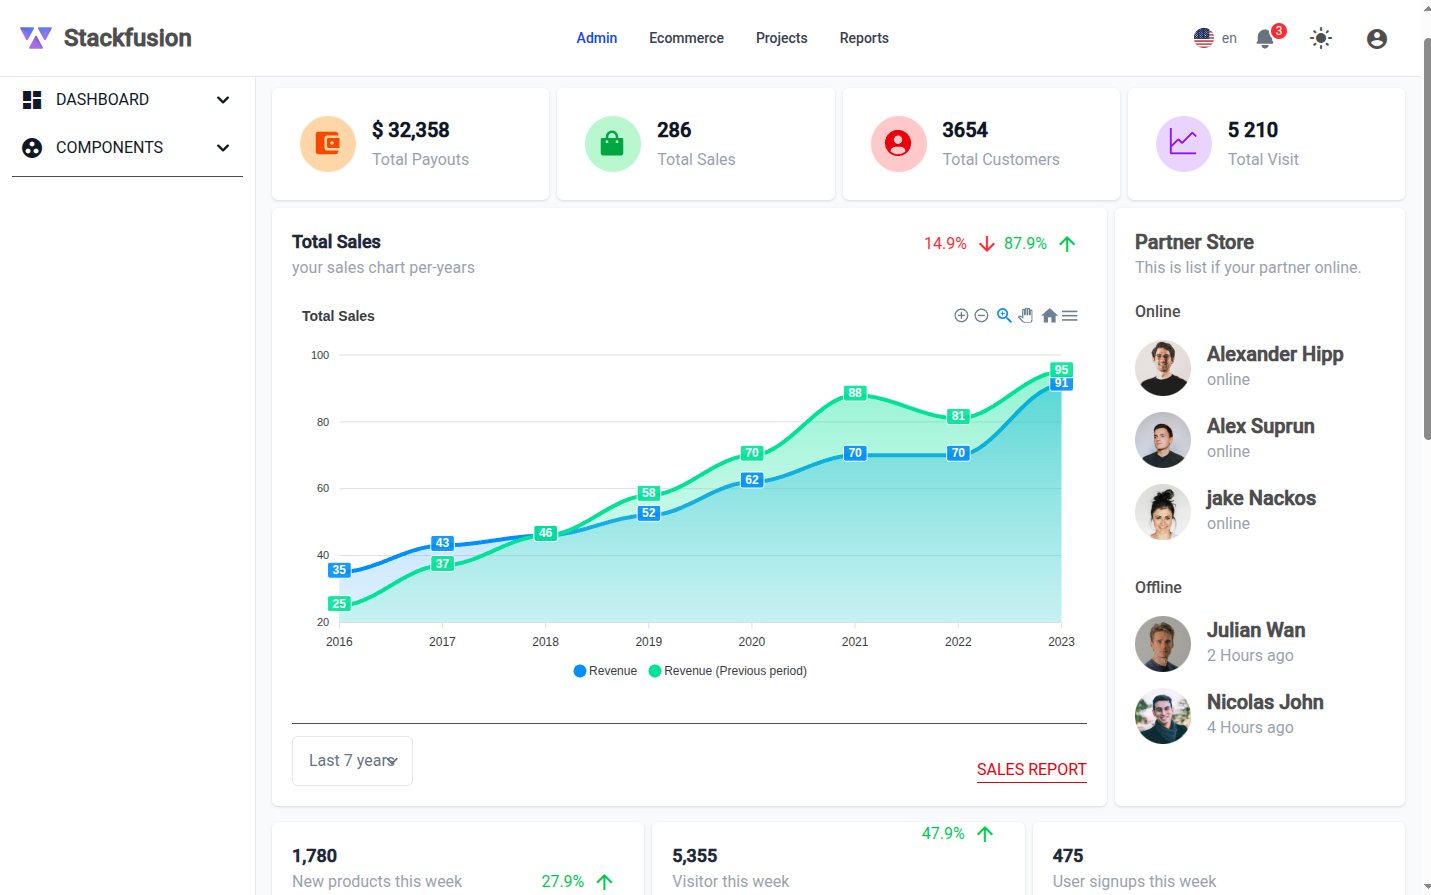 Stackfusion
Admin
Ecommerce
Projects
Reports
en
3
DASHBOARD
COMPONENTS
$ 32,358
Total Payouts
286
Total Sales
3654
Total Customers
5 210
Total Visit
Total Sales
your sales chart per-years
14.9%
87.9%
Total Sales
100
80
60
40
20
35
43
46
52
62
70
70
91
25
37
58
70
88
81
95
2016
2017
2018
2019
2020
2021
2022
2023
Revenue
Revenue (Previous period)
Last 7 years
SALES REPORT
Partner Store
This is list if your partner online.
Online
Alexander Hipp
online
Alex Suprun
online
jake Nackos
online
Offline
Julian Wan
2 Hours ago
Nicolas John
4 Hours ago
1,780
New products this week
27.9%
5,355
Visitor this week
47.9%
475
User signups this week